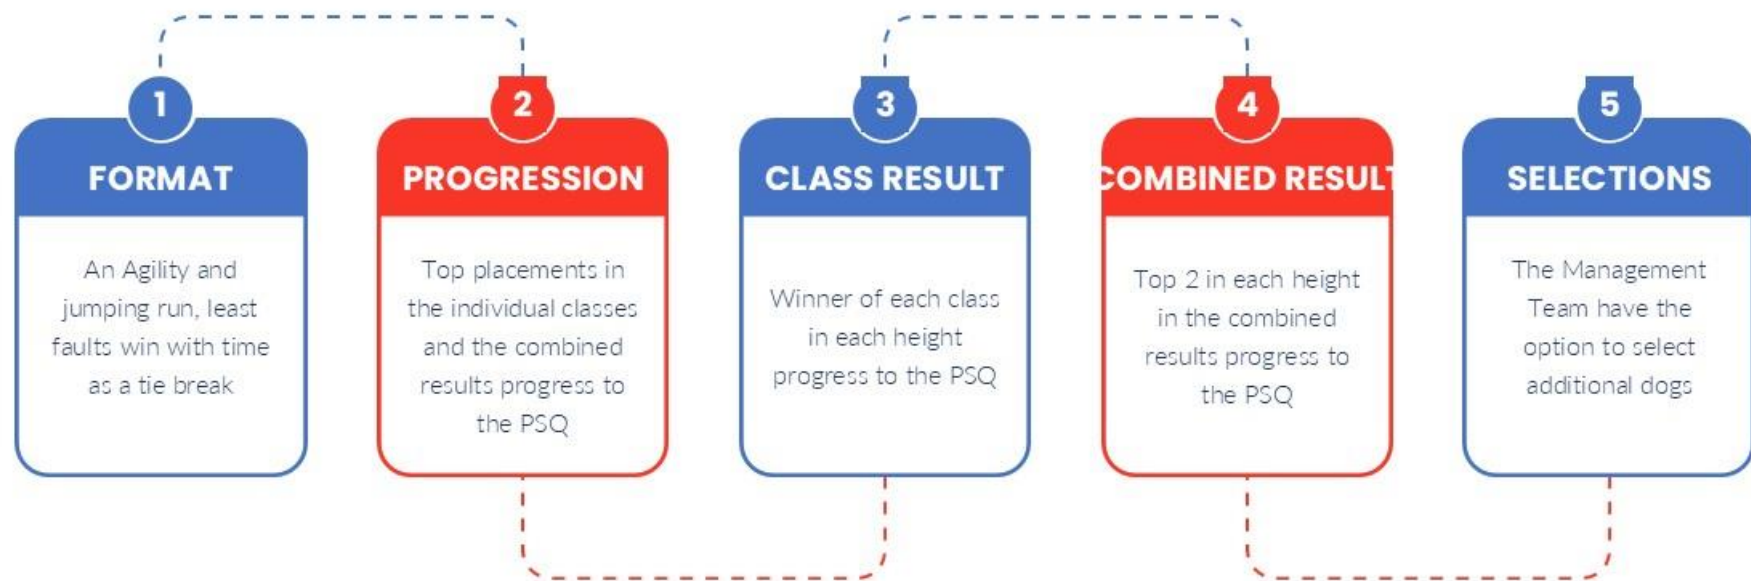 1
FORMAT
An Agility and
jumping run, least
faults win with time
as a tie break
2
PROGRESSION
Top placements in
the individual classes
and the combined
results progress to
the PSQ
3
CLASS RESULT
Winner of each class
in each height
progress to the PSQ
4
COMBINED RESULT
Top 2 in each height
in the combined
results progress to
the PSQ
5
SELECTIONS
The Management
Team have the
option to select
additional dogs